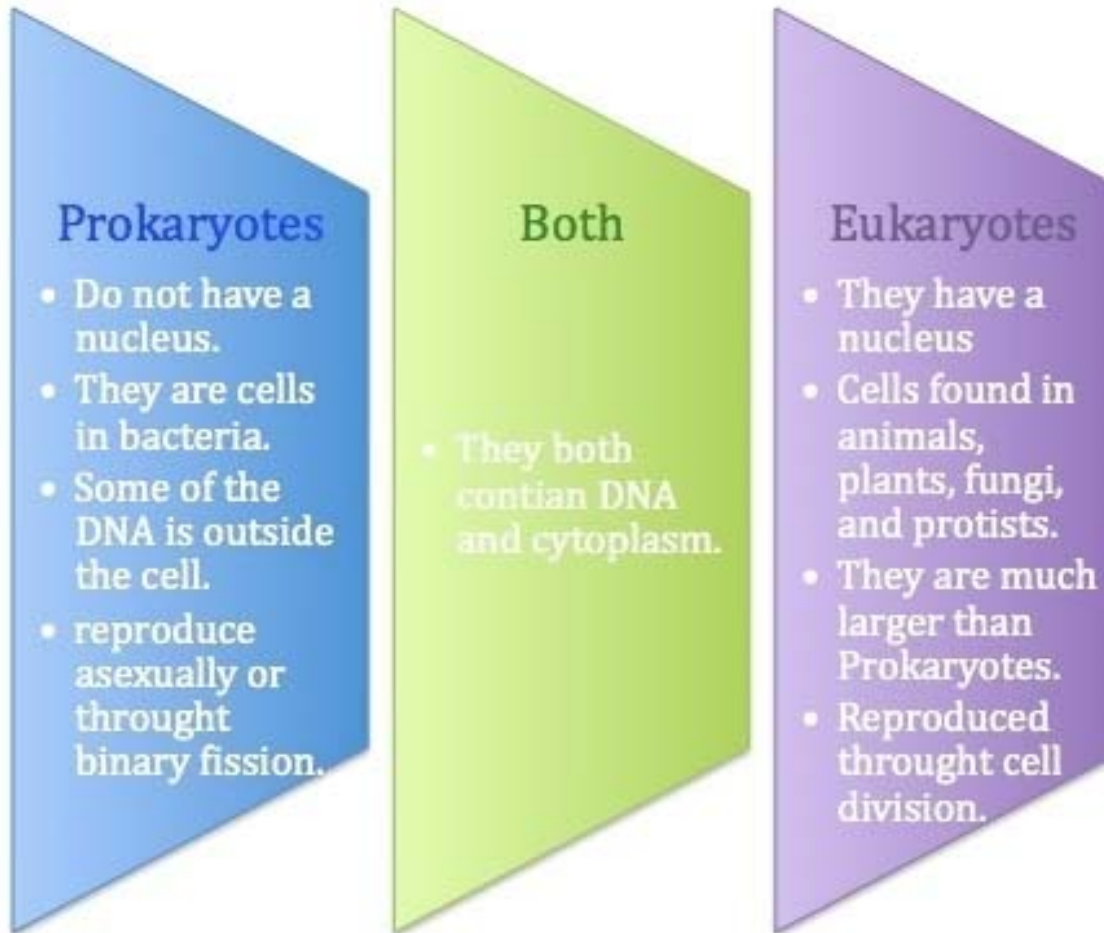 Prokaryotes
• Do not have a
nucleus.
• They are cells
in bacteria.
• Some of the
DNA is outside
the cell.
• reproduce
asexually or
throught
binary fission.
Both
• They both
contian DNA
and cytoplasm.
Eukaryotes
• They have a
nucleus
• Cells found in
animals,
plants, fungi,
and protists.
• They are much
larger than
Prokaryotes.
• Reproduced
throught cell
division.